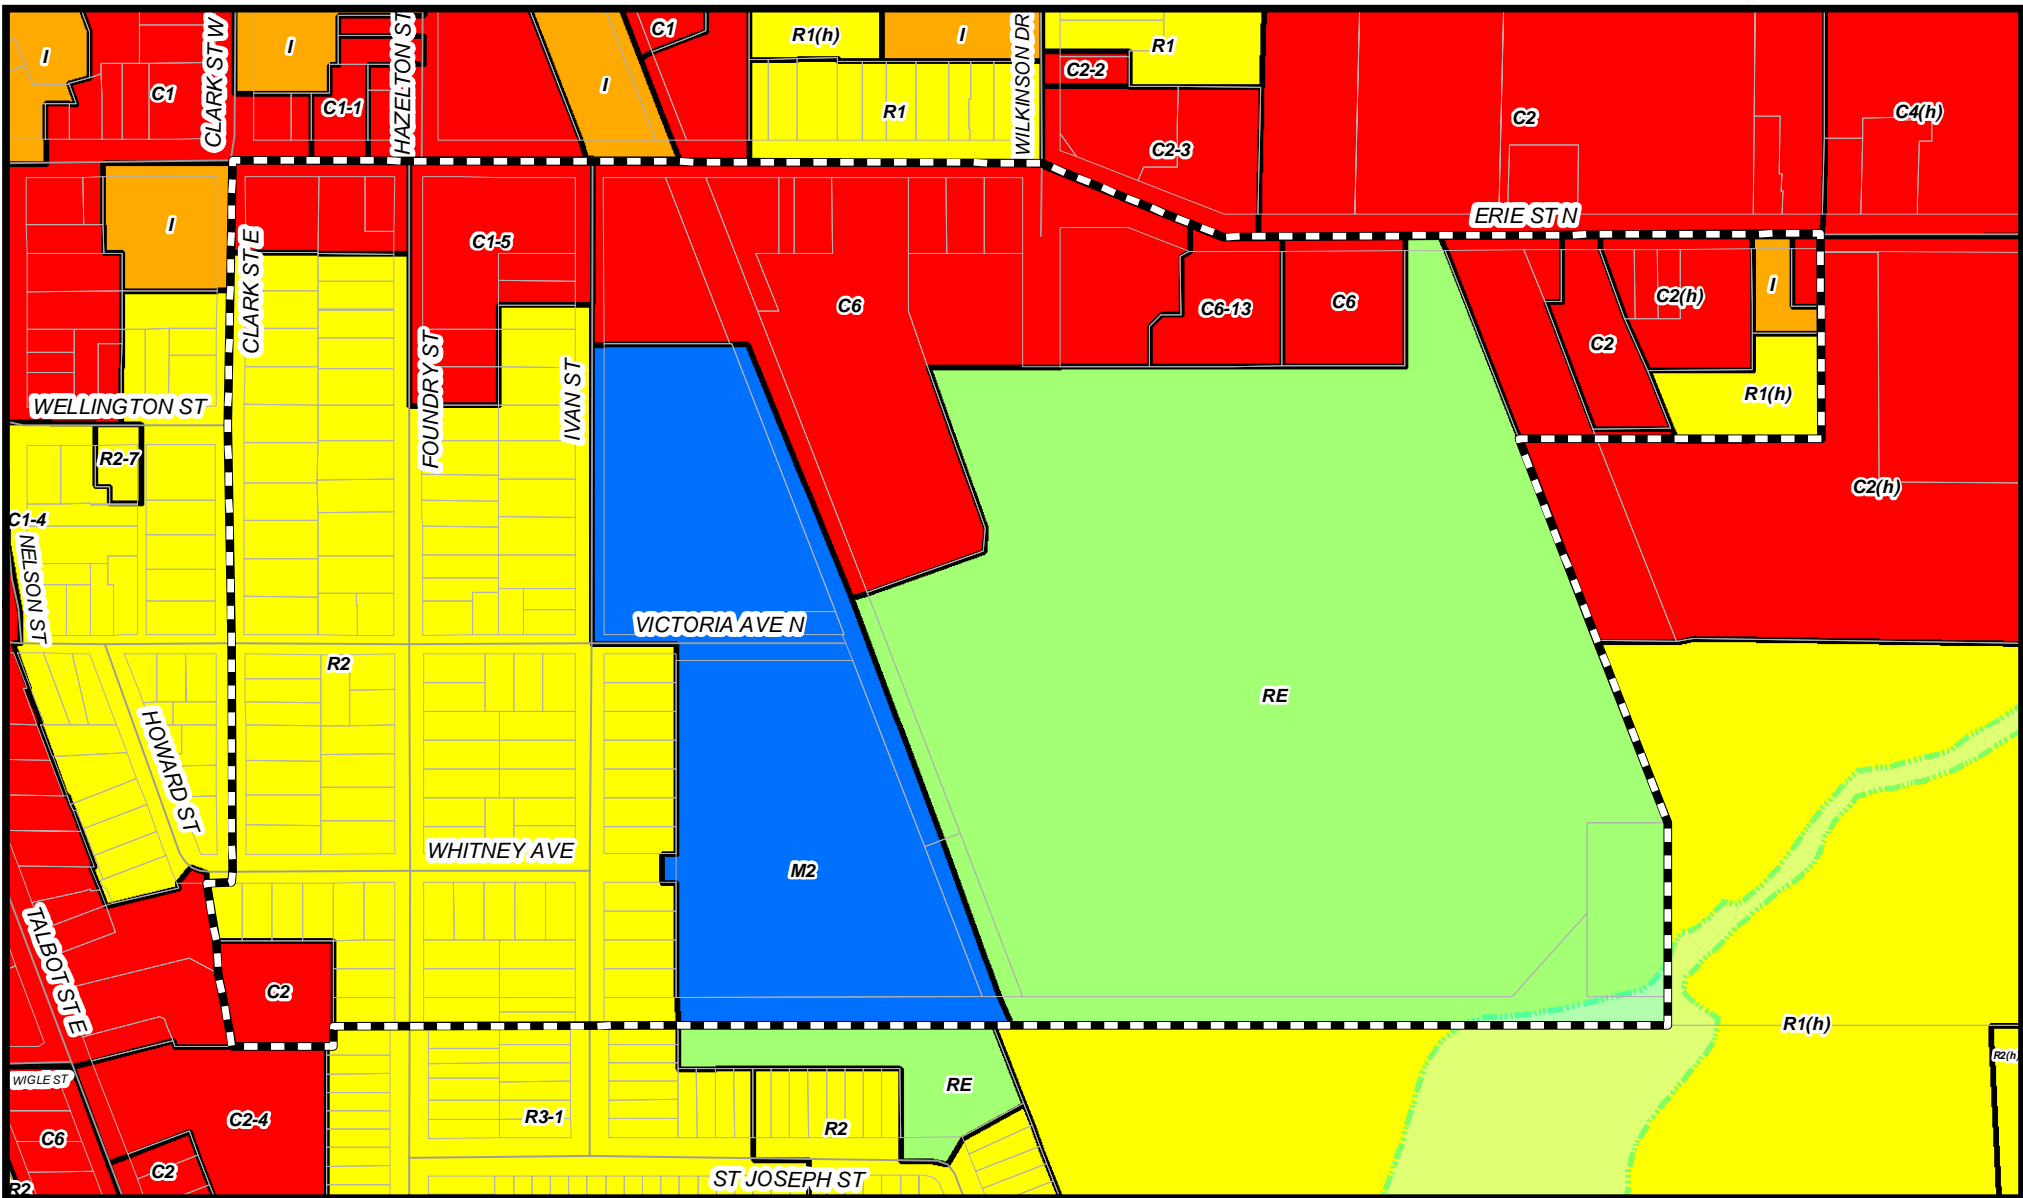 I
C1
CLARK ST W
I
C1-1
HAZELTON ST
I
C1
R1(h)
I
R1
WILKINSON DR
R1
C2-2
C2-3
C2
C4(h)
ERIE ST N
I
CLARK ST E
C1-5
C6
C6-13
C6
C2
C2(h)
I
R1(h)
WELLINGTON ST
FOUNDRY ST
IVAN ST
R2-7
C1-4
NELSON ST
C2(h)
VICTORIA AVE N
R2
RE
HOWARD ST
WHITNEY AVE
M2
TALBOT ST E
C2
R1(h)
R2(h)
WIGLE ST
C6
C2-4
C2
R3-1
RE
R2
R2
ST JOSEPH ST